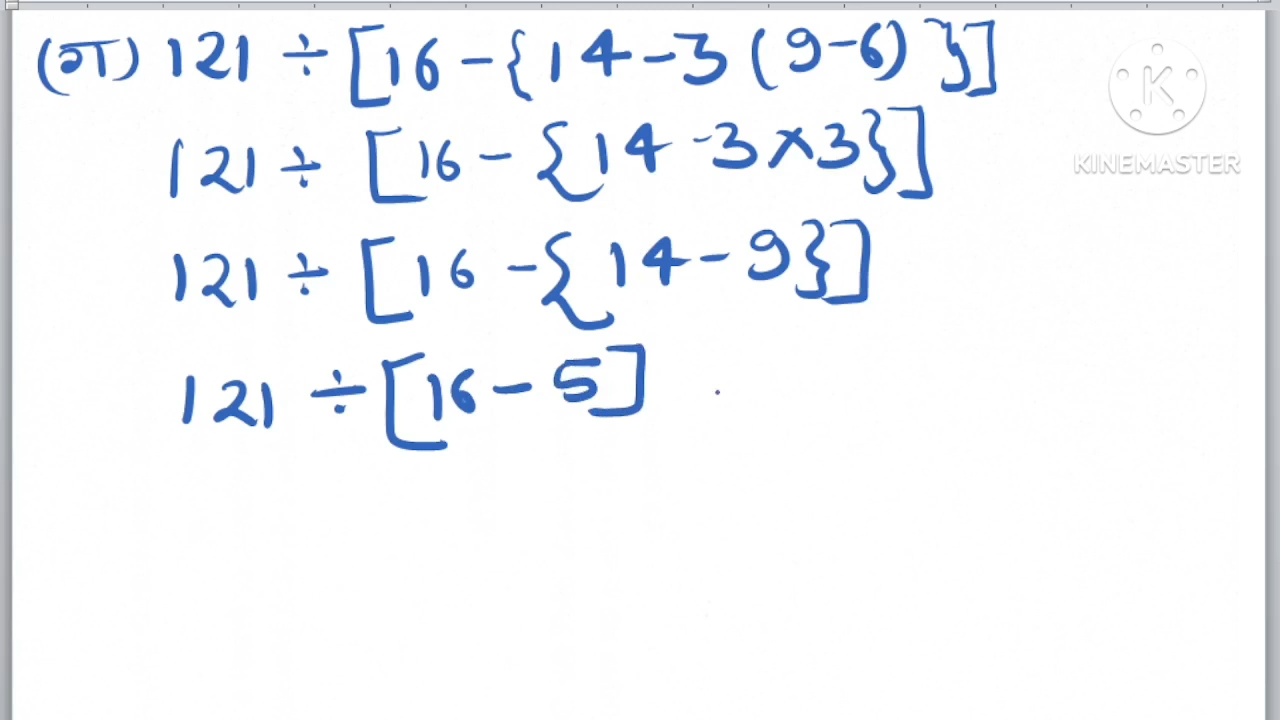 (ग) 121 ÷ [16 - {14 - 3 (9-6) }]
121 ÷ [16 - {14 - 3×3}]
121 ÷ [16 - {14 - 9}]
121 ÷ [16 - 5]
K
KINEMASTER